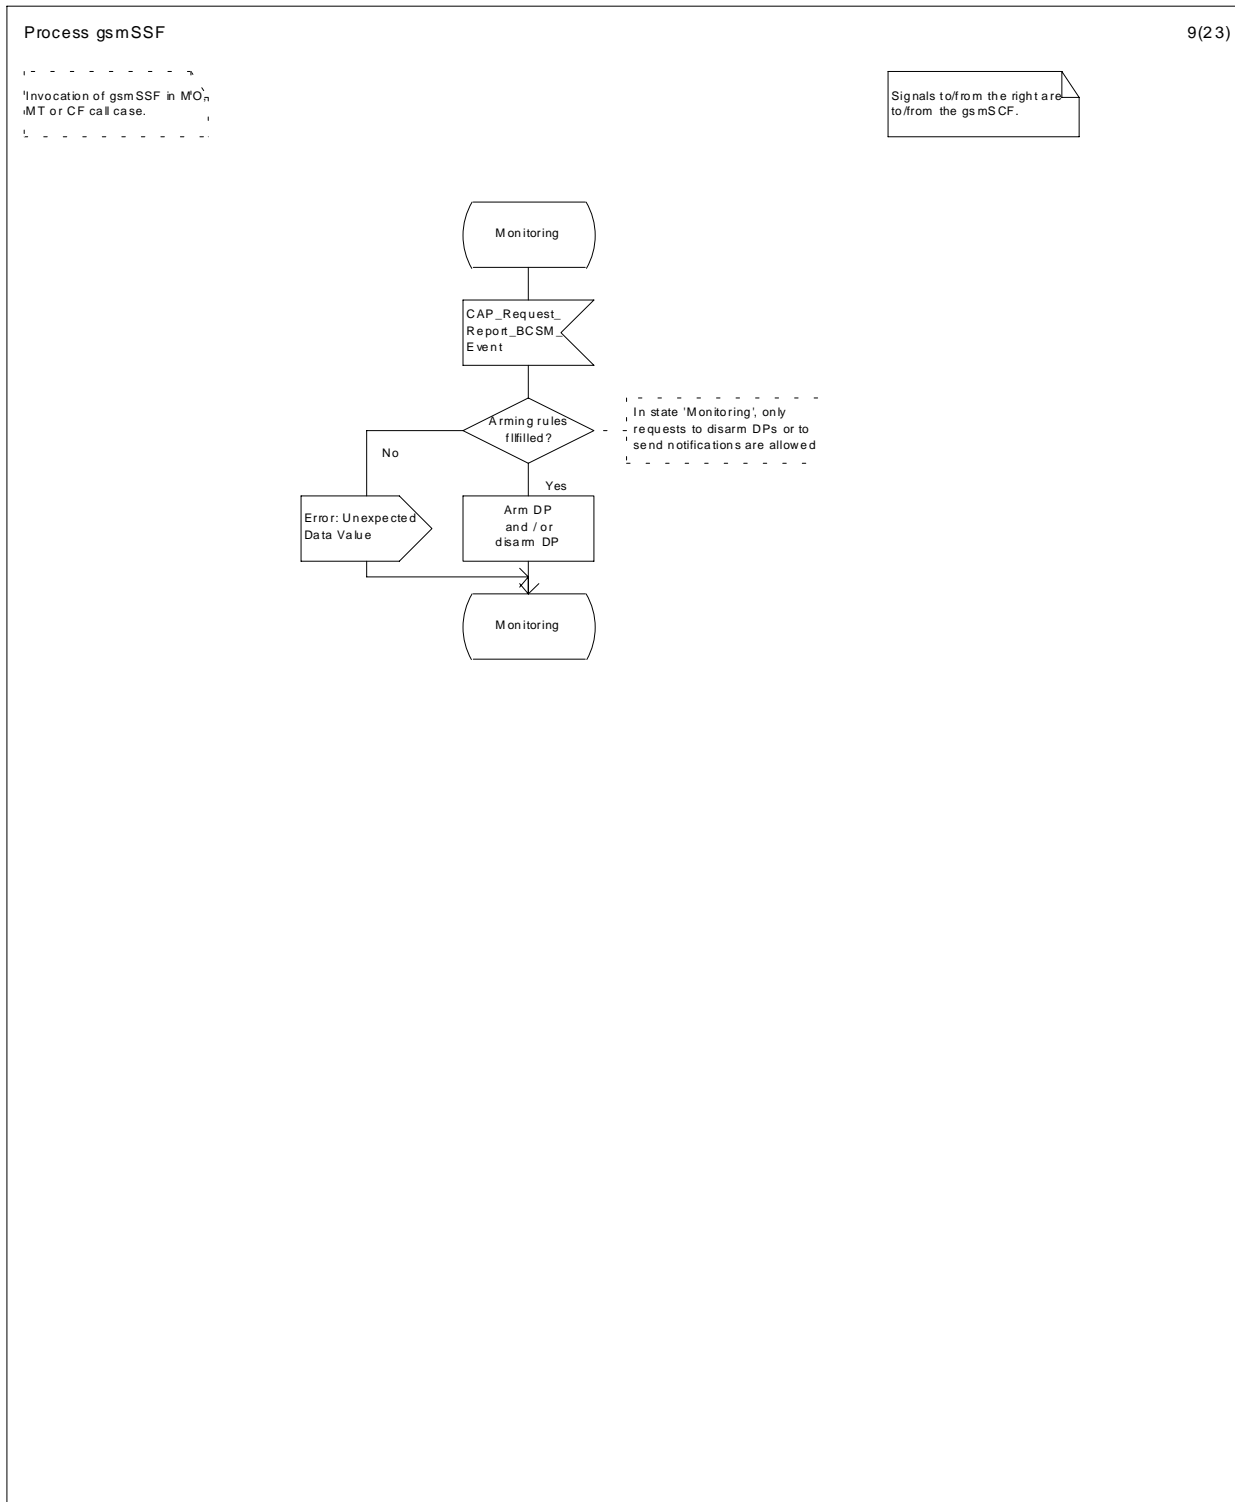 Process gsmSSF
9(23)
Invocation of gsmSSF in MO,
MT or CF call case.
Signals to/from the right are
to/from the gsmSCF.
Monitoring
CAP_Request_
Report_BCSM_
Event
Arming rules
flfilled?
In state 'Monitoring', only
requests to disarm DPs or to
send notifications are allowed
No
Yes
Error: Unexpected
Data Value
Arm DP
and / or
disarm DP
Monitoring